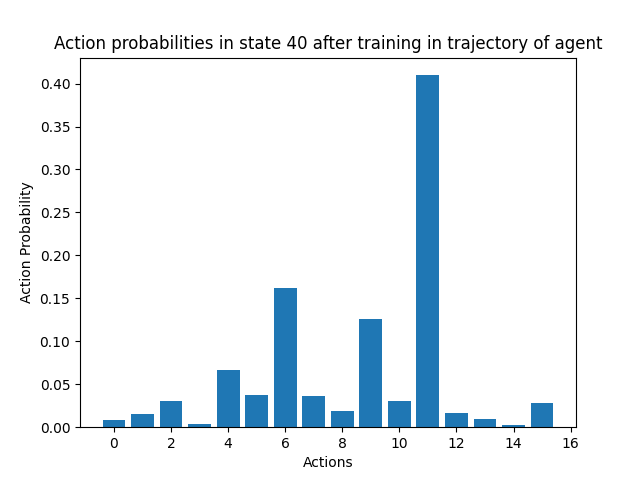 Action probabilities in state 40 after training in trajectory of agent
0.40
0.35
0.30
0.25
0.20
0.15
0.10
0.05
0.00
Action Probability
0 2 4 6 8 10 12 14 16
Actions